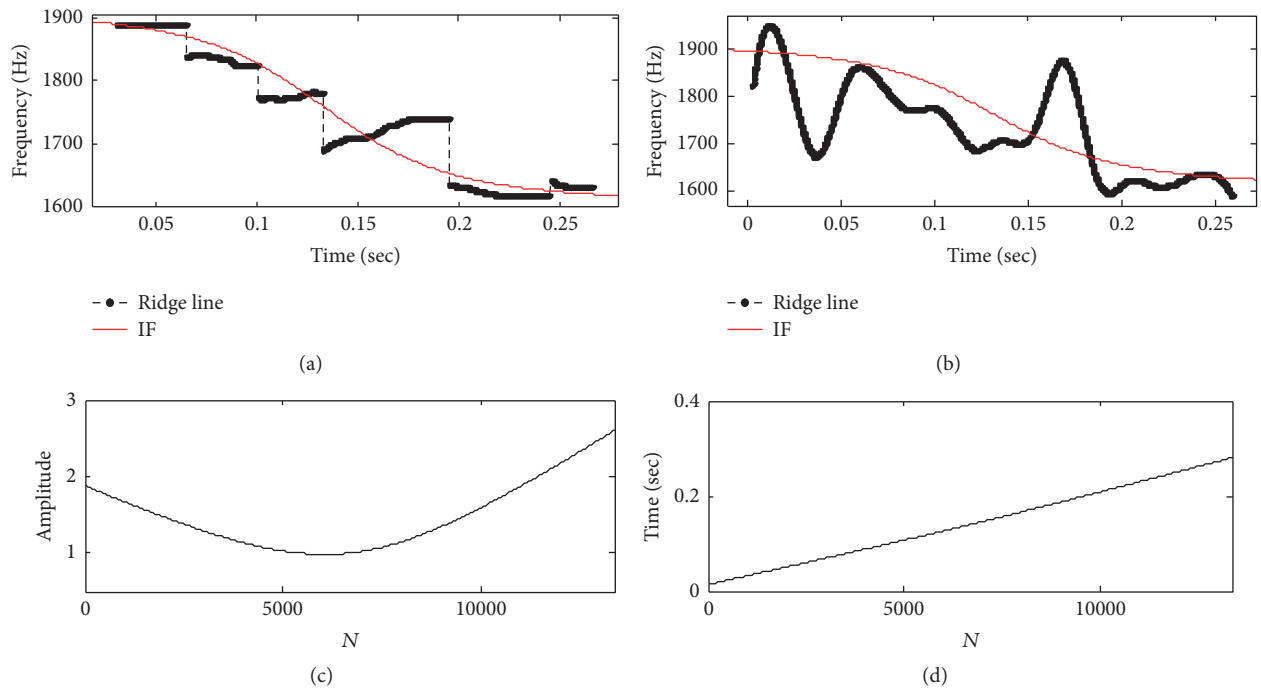 Frequency (Hz)
1900
1800
1700
1600
0.05
0.1
0.15
0.2
0.25
Time (sec)
Ridge line
IF
(a)
Frequency (Hz)
1900
1800
1700
1600
0
0.05
0.1
0.15
0.2
0.25
Time (sec)
Ridge line
IF
(b)
Amplitude
3
2
1
0
5000
10000
N
(c)
Time (sec)
0.4
0.2
0
0
5000
10000
N
(d)